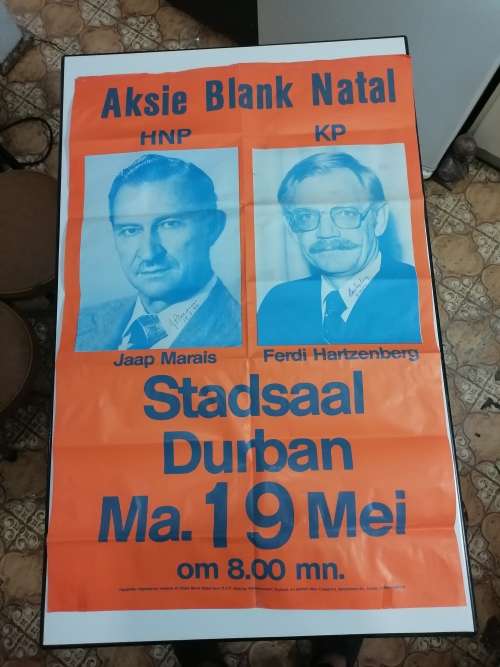 Aksie Blank Natal
HNP KP
Jaap Marais Ferdi Hartzenberg
Stadsaal
Durban
Ma. 19 Mei
om 8.00 mn.